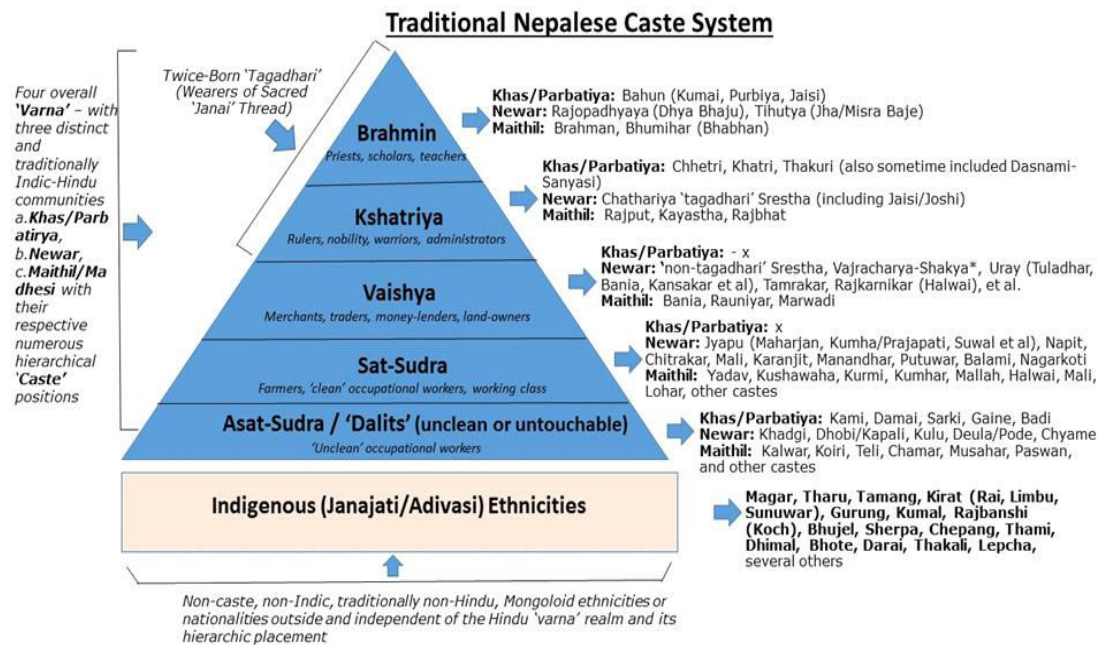 Traditional Nepalese Caste System
Four overall
'Varna' – with
three distinct
and
traditionally
Indic-Hindu
communities
a.Khas/Parb
atirya,
b.Newar,
c.Maithil/Ma
dhesi with
their
respective
numerous
hierarchical
'Caste'
positions
Twice-Born 'Tagadhari'
(Wearers of Sacred
'Janai' Thread)
Brahmin
Priests, scholars, teachers
Khas/Parbatiya: Bahun (Kumai, Purbiya, Jaisi)
Newar: Rajopadhyaya (Dhya Bhaju), Tihutya (Jha/Misra Baje)
Maithil: Brahman, Bhumihar (Bhabhan)
Kshatriya
Rulers, nobility, warriors, administrators
Khas/Parbatiya: Chhetri, Khatri, Thakuri (also sometime included Dasnami-
Sanyasi)
Newar: Chathariya 'tagadhari' Srestha (including Jaisi/Joshi)
Maithil: Rajput, Kayastha, Rajbhat
Vaishya
Merchants, traders, money-lenders, land-owners
Khas/Parbatiya: - x
Newar: 'non-tagadhari' Srestha, Vajracharya-Shakya*, Uray (Tuladhar,
Bania, Kansakar et al), Tamrakar, Rajkarnikar (Halwai), et al.
Maithil: Bania, Rauniyar, Marwadi
Sat-Sudra
Farmers, 'clean' occupational workers, working class
Khas/Parbatiya: x
Newar: Jyapu (Maharjan, Kumha/Prajapati, Suwal et al), Napit,
Chitrakar, Mali, Karanjit, Manandhar, Putuwar, Balami, Nagarkoti
Maithil: Yadav, Kushawaha, Kurmi, Kumhar, Mallah, Halwai, Mali,
Lohar, other castes
Asat-Sudra / 'Dalits' (unclean or untouchable)
'Unclean' occupational workers
Khas/Parbatiya: Kami, Damai, Sarki, Gaine, Badi
Newar: Khadgi, Dhobi/Kapali, Kulu, Deula/Pode, Chyame
Maithil: Kalwar, Koiri, Teli, Chamar, Musahar, Paswan,
and other castes
Indigenous (Janajati/Adivasi) Ethnicities
Magar, Tharu, Tamang, Kirat (Rai, Limbu,
Sunuwar), Gurung, Kumal, Rajbanshi
(Koch), Bhujel, Sherpa, Chepang, Thami,
Dhimal, Bhote, Darai, Thakali, Lepcha,
several others
Non-caste, non-Indic, traditionally non-Hindu, Mongoloid ethnicities or
nationalities outside and independent of the Hindu 'varna' realm and its
hierarchic placement